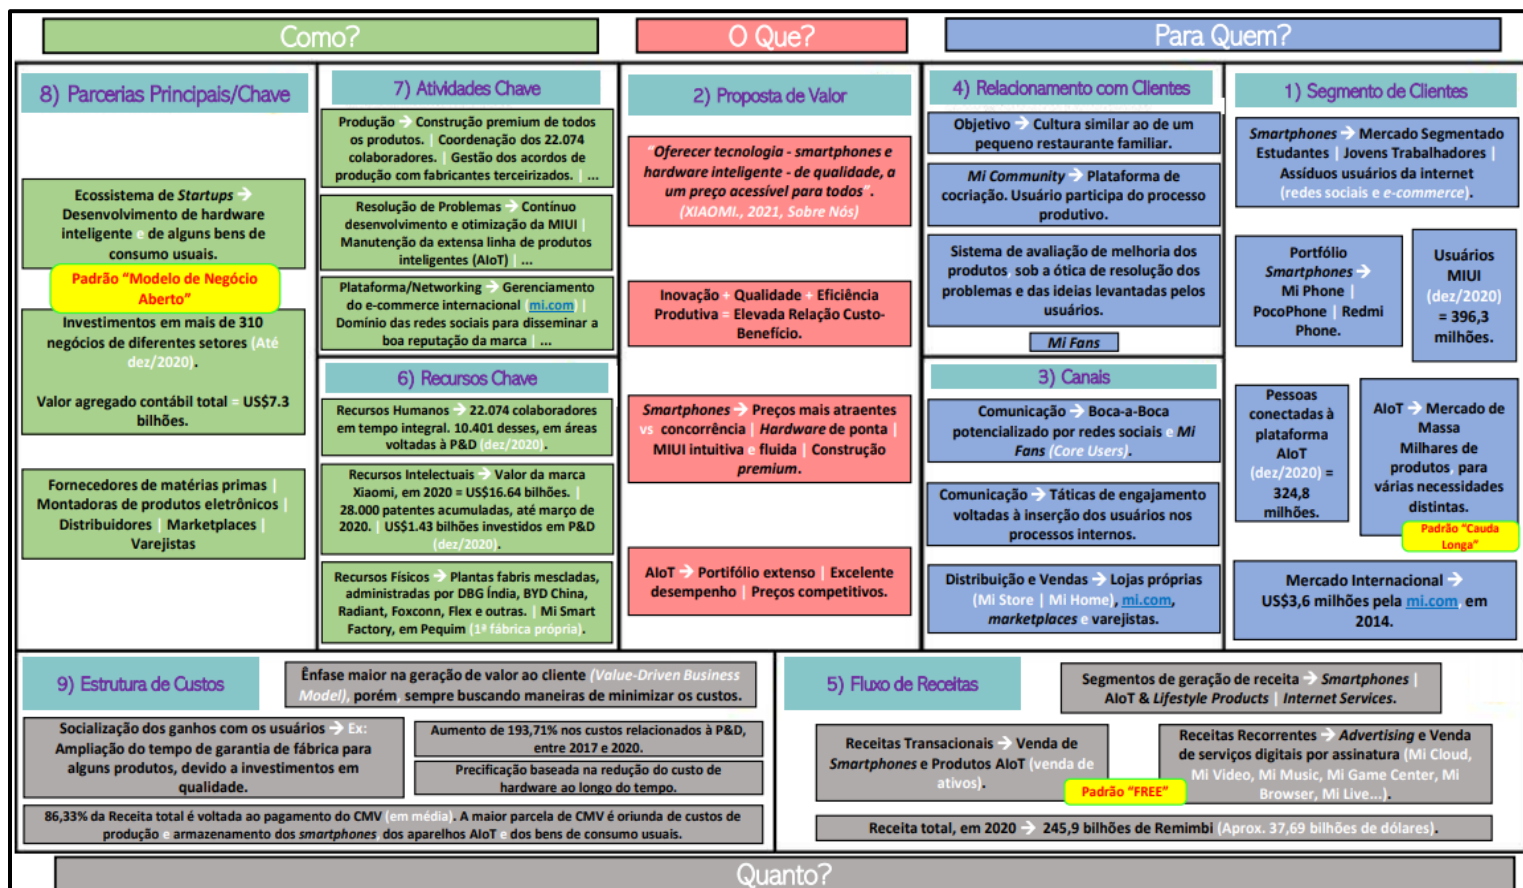 Como?
O Que?
Para Quem?
8) Parcerias Principais/Chave
Ecossistema de Startups →
Desenvolvimento de hardware
inteligente e de alguns bens de
consumo usuais.
Padrão “Modelo de Negócio
Aberto”
Investimentos em mais de 310
negócios de diferentes setores (Até
dez/2020).
Valor agregado contábil total = US$7.3
bilhões.
Fornecedores de matérias primas |
Montadoras de produtos eletrônicos |
Distribuidores | Marketplaces |
Varejistas
7) Atividades Chave
Produção → Construção premium de todos
os produtos. | Coordenação dos 22.074
colaboradores. | Gestão dos acordos de
produção com fabricantes terceirizados. | ...
Resolução de Problemas → Contínuo
desenvolvimento e otimização da MIUI |
Manutenção da extensa linha de produtos
inteligentes (AIoT) | ...
Plataforma/Networking → Gerenciamento
do e-commerce internacional (mi.com) |
Domínio das redes sociais para disseminar a
boa reputação da marca | ...
6) Recursos Chave
Recursos Humanos → 22.074 colaboradores
em tempo integral. 10.401 desses, em áreas
voltadas à P&D (dez/2020).
Recursos Intelectuais → Valor da marca
Xiaomi, em 2020 = US$16.64 bilhões. |
28.000 patentes acumuladas, até março de
2020. | US$1.43 bilhões investidos em P&D
(dez/2020).
Recursos Físicos → Plantas fabris mescladas,
administradas por DBG Índia, BYD China,
Radiant, Foxconn, Flex e outras. | Mi Smart
Factory, em Pequim (1ª fábrica própria).
2) Proposta de Valor
“Oferecer tecnologia - smartphones e
hardware inteligente - de qualidade, a
um preço acessível para todos”.
(XIAOMI., 2021, Sobre Nós)
Inovação + Qualidade + Eficiência
Produtiva = Elevada Relação Custo-
Benefício.
Smartphones → Preços mais atraentes
vs concorrência | Hardware de ponta |
MIUI intuitiva e fluida | Construção
premium.
AIoT → Portifólio extenso | Excelente
desempenho | Preços competitivos.
4) Relacionamento com Clientes
Objetivo → Cultura similar ao de um
pequeno restaurante familiar.
Mi Community → Plataforma de
cocriação. Usuário participa do processo
produtivo.
Sistema de avaliação de melhoria dos
produtos, sob a ótica de resolução dos
problemas e das ideias levantadas pelos
usuários.
Mi Fans
3) Canais
Comunicação → Boca-a-Boca
potencializado por redes sociais e Mi
Fans (Core Users).
Comunicação → Táticas de engajamento
voltadas à inserção dos usuários nos
processos internos.
Distribuição e Vendas → Lojas próprias
(Mi Store | Mi Home), mi.com,
marketplaces e varejistas.
1) Segmento de Clientes
Smartphones → Mercado Segmentado
Estudantes | Jovens Trabalhadores |
Assíduos usuários da internet
(redes sociais e e-commerce).
Portfólio
Smartphones →
Mi Phone |
PocoPhone | Redmi
Phone.
Usuários
MIUI
(dez/2020)
= 396,3
milhões.
Pessoas
conectadas à
plataforma
AIoT
(dez/2020) =
324,8
milhões.
AIoT → Mercado de
Massa
Milhares de
produtos, para
várias necessidades
distintas.
Padrão “Cauda
Longa”
Mercado Internacional →
US$3,6 milhões pela mi.com, em
2014.
9) Estrutura de Custos
Ênfase maior na geração de valor ao cliente (Value-Driven Business
Model), porém, sempre buscando maneiras de minimizar os custos.
Socialização dos ganhos com os usuários → Ex:
Ampliação do tempo de garantia de fábrica para
alguns produtos, devido a investimentos em
qualidade.
Aumento de 193,71% nos custos relacionados à P&D,
entre 2017 e 2020.
Precificação baseada na redução do custo de
hardware ao longo do tempo.
86,33% da Receita total é voltada ao pagamento do CMV (em média). A maior parcela de CMV é oriunda de custos de
produção e armazenamento dos smartphones, dos aparelhos AIoT e dos bens de consumo usuais.
5) Fluxo de Receitas
Segmentos de geração de receita → Smartphones |
AIoT & Lifestyle Products | Internet Services.
Receitas Transacionais → Venda de
Smartphones e Produtos AIoT (venda de
ativos).
Padrão “FREE”
Receitas Recorrentes → Advertising e Venda
de serviços digitais por assinatura (Mi Cloud,
Mi Video, Mi Music, Mi Game Center, Mi
Browser, Mi Live...).
Receita total, em 2020 → 245,9 bilhões de Remimbi (Aprox. 37,69 bilhões de dólares).
Quanto?